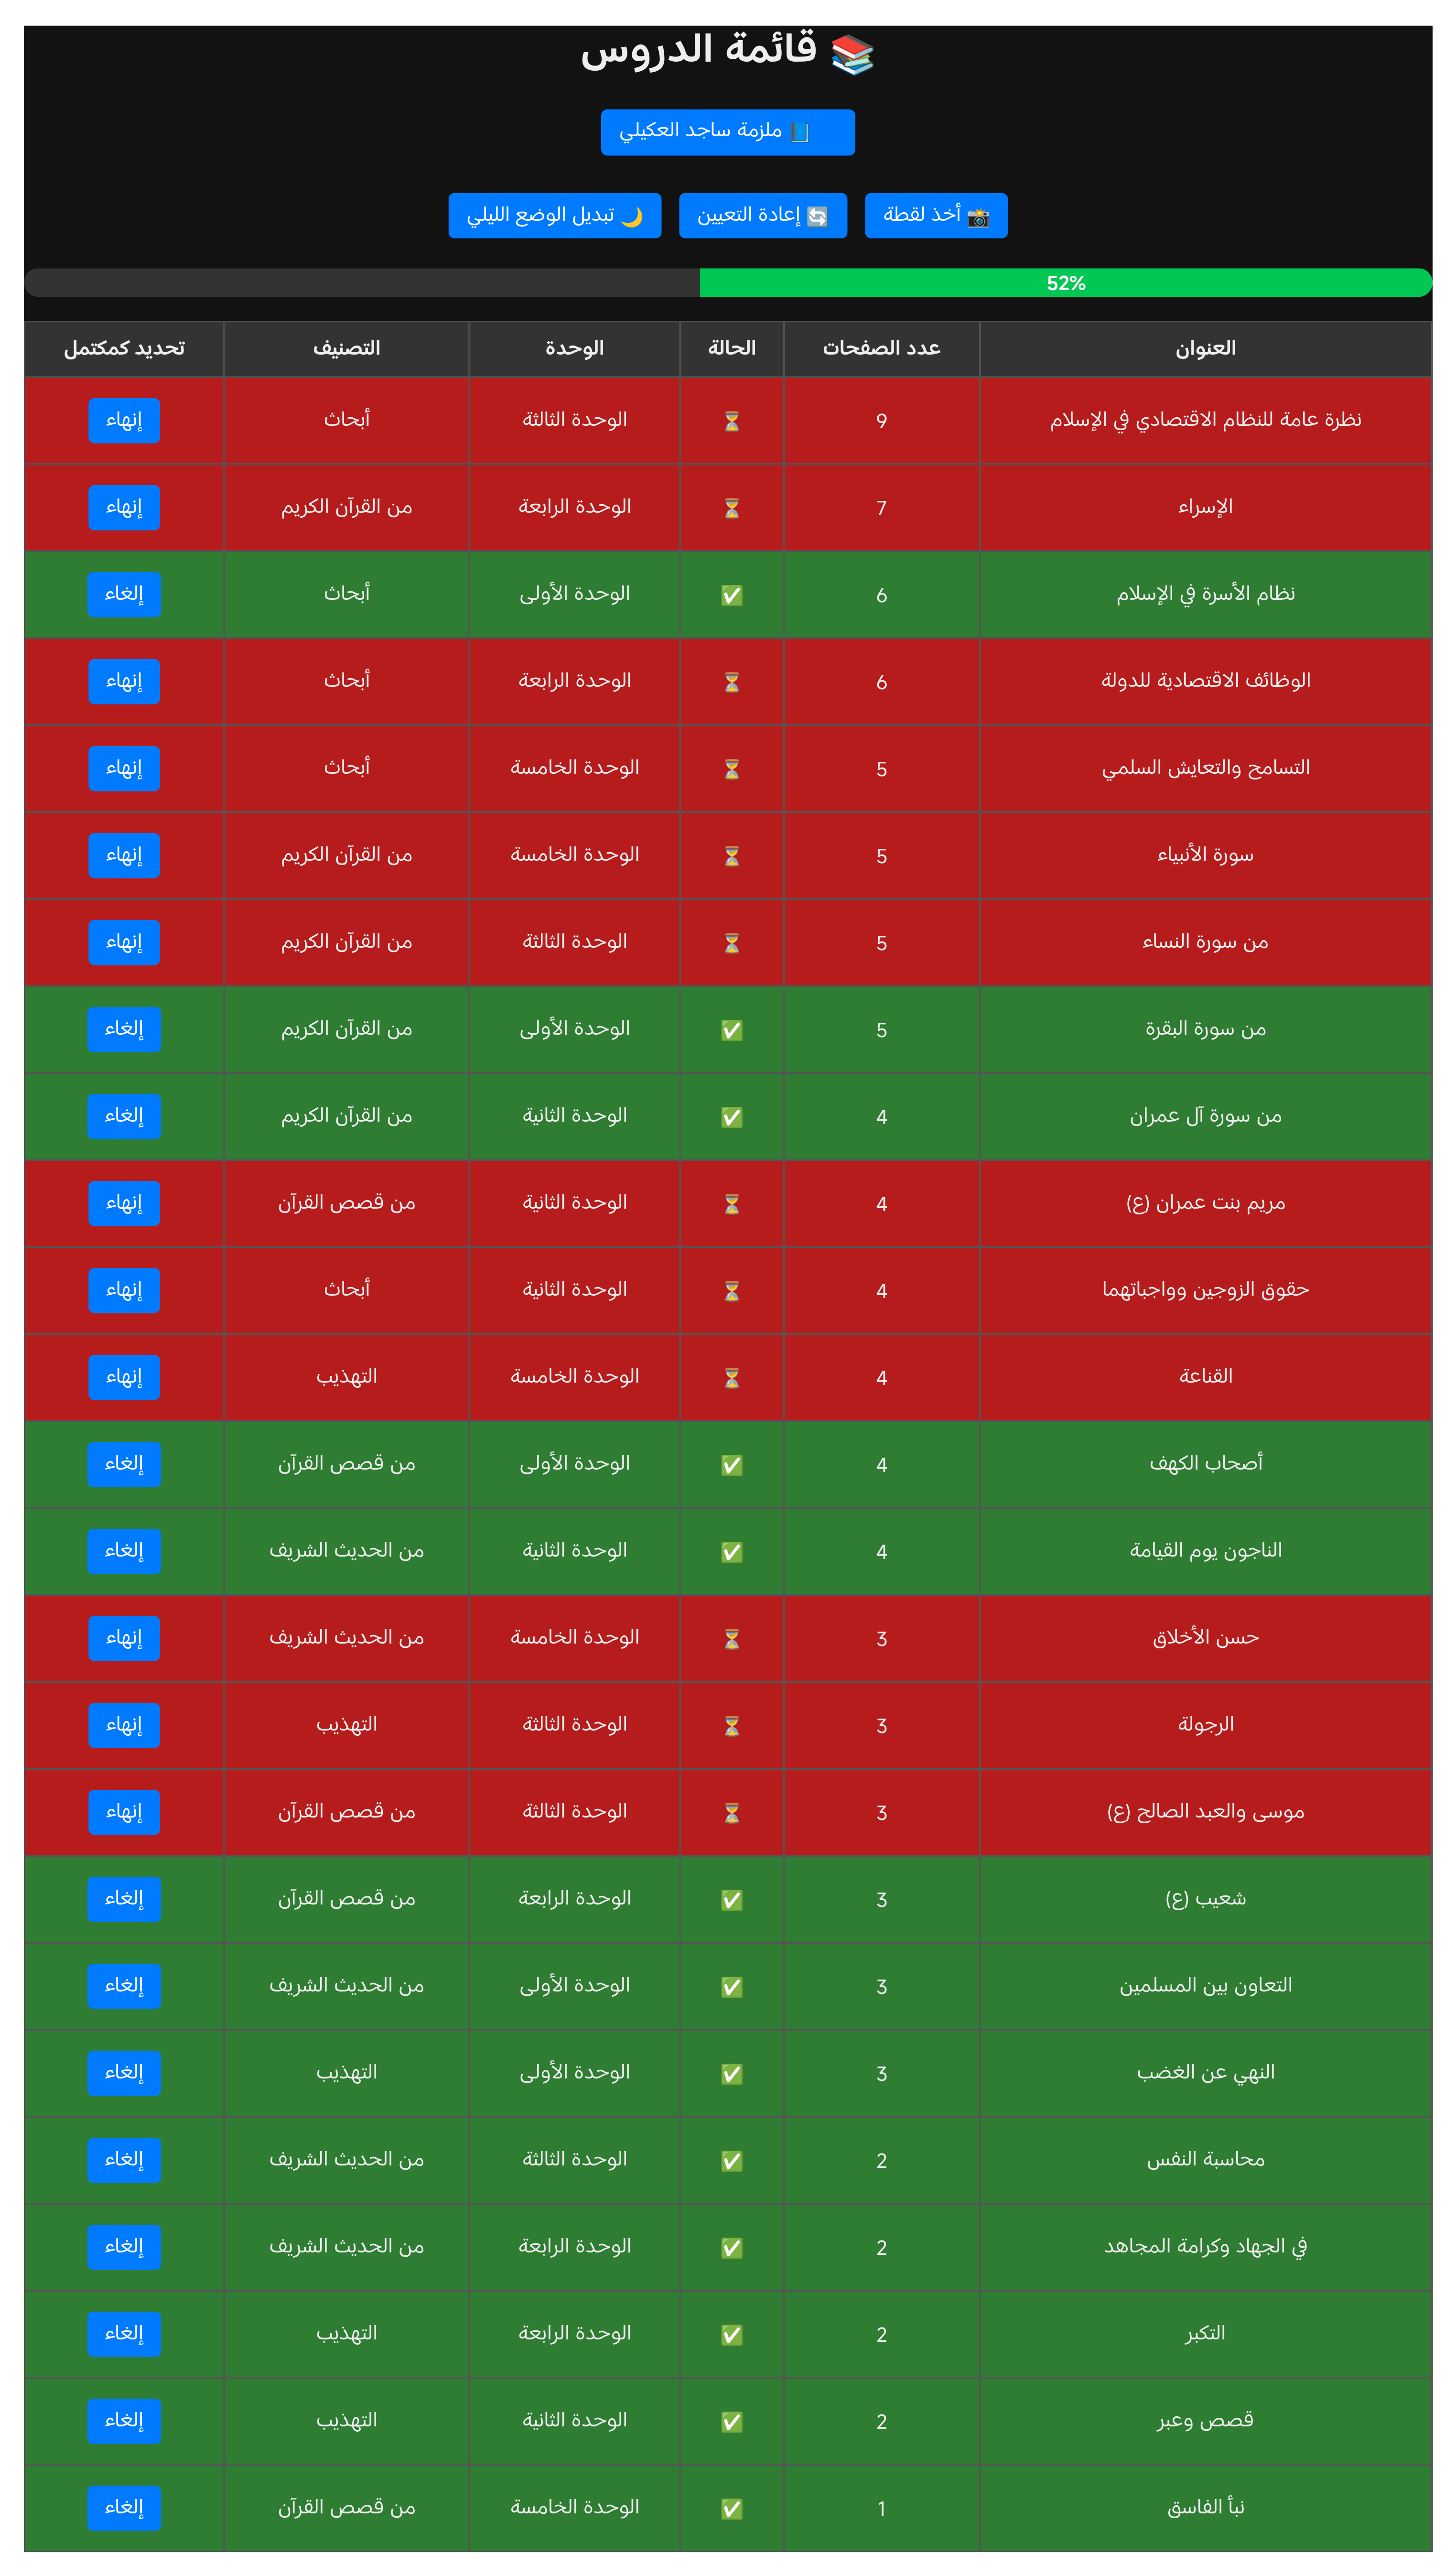 📚 قائمة الدروس
📘 ملزمة ساجد العكيلي
📸 أخذ لقطة 🔄 إعادة التعيين 🌙 تبديل الوضع الليلي
52%
العنوان عدد الصفحات الحالة الوحدة التصنيف تحديد كمكتمل
نظرة عامة للنظام الاقتصادي في الإسلام 9 ⏳ الوحدة الثالثة أبحاث إنهاء
الإسراء 7 ⏳ الوحدة الرابعة من القرآن الكريم إنهاء
نظام الأسرة في الإسلام 6 ✅ الوحدة الأولى أبحاث إلغاء
الوظائف الاقتصادية للدولة 6 ⏳ الوحدة الرابعة أبحاث إنهاء
التسامح والتعايش السلمي 5 ⏳ الوحدة الخامسة أبحاث إنهاء
سورة الأنبياء 5 ⏳ الوحدة الخامسة من القرآن الكريم إنهاء
من سورة النساء 5 ⏳ الوحدة الثالثة من القرآن الكريم إنهاء
من سورة البقرة 5 ✅ الوحدة الأولى من القرآن الكريم إلغاء
من سورة آل عمران 4 ✅ الوحدة الثانية من القرآن الكريم إلغاء
مريم بنت عمران (ع) 4 ⏳ الوحدة الثانية من قصص القرآن إنهاء
حقوق الزوجين وواجباتهما 4 ⏳ الوحدة الثانية أبحاث إنهاء
القناعة 4 ⏳ الوحدة الخامسة التهذيب إنهاء
أصحاب الكهف 4 ✅ الوحدة الأولى من قصص القرآن إلغاء
الناجون يوم القيامة 4 ✅ الوحدة الثانية من الحديث الشريف إلغاء
حسن الأخلاق 3 ⏳ الوحدة الخامسة من الحديث الشريف إنهاء
الرجولة 3 ⏳ الوحدة الثالثة التهذيب إنهاء
موسى والعبد الصالح (ع) 3 ⏳ الوحدة الثالثة من قصص القرآن إنهاء
شعيب (ع) 3 ✅ الوحدة الرابعة من قصص القرآن إلغاء
التعاون بين المسلمين 3 ✅ الوحدة الأولى من الحديث الشريف إلغاء
النهي عن الغضب 3 ✅ الوحدة الأولى التهذيب إلغاء
محاسبة النفس 2 ✅ الوحدة الثالثة من الحديث الشريف إلغاء
في الجهاد وكرامة المجاهد 2 ✅ الوحدة الرابعة من الحديث الشريف إلغاء
التكبر 2 ✅ الوحدة الرابعة التهذيب إلغاء
قصص وعبر 2 ✅ الوحدة الثانية التهذيب إلغاء
نبأ الفاسق 1 ✅ الوحدة الخامسة من قصص القرآن إلغاء